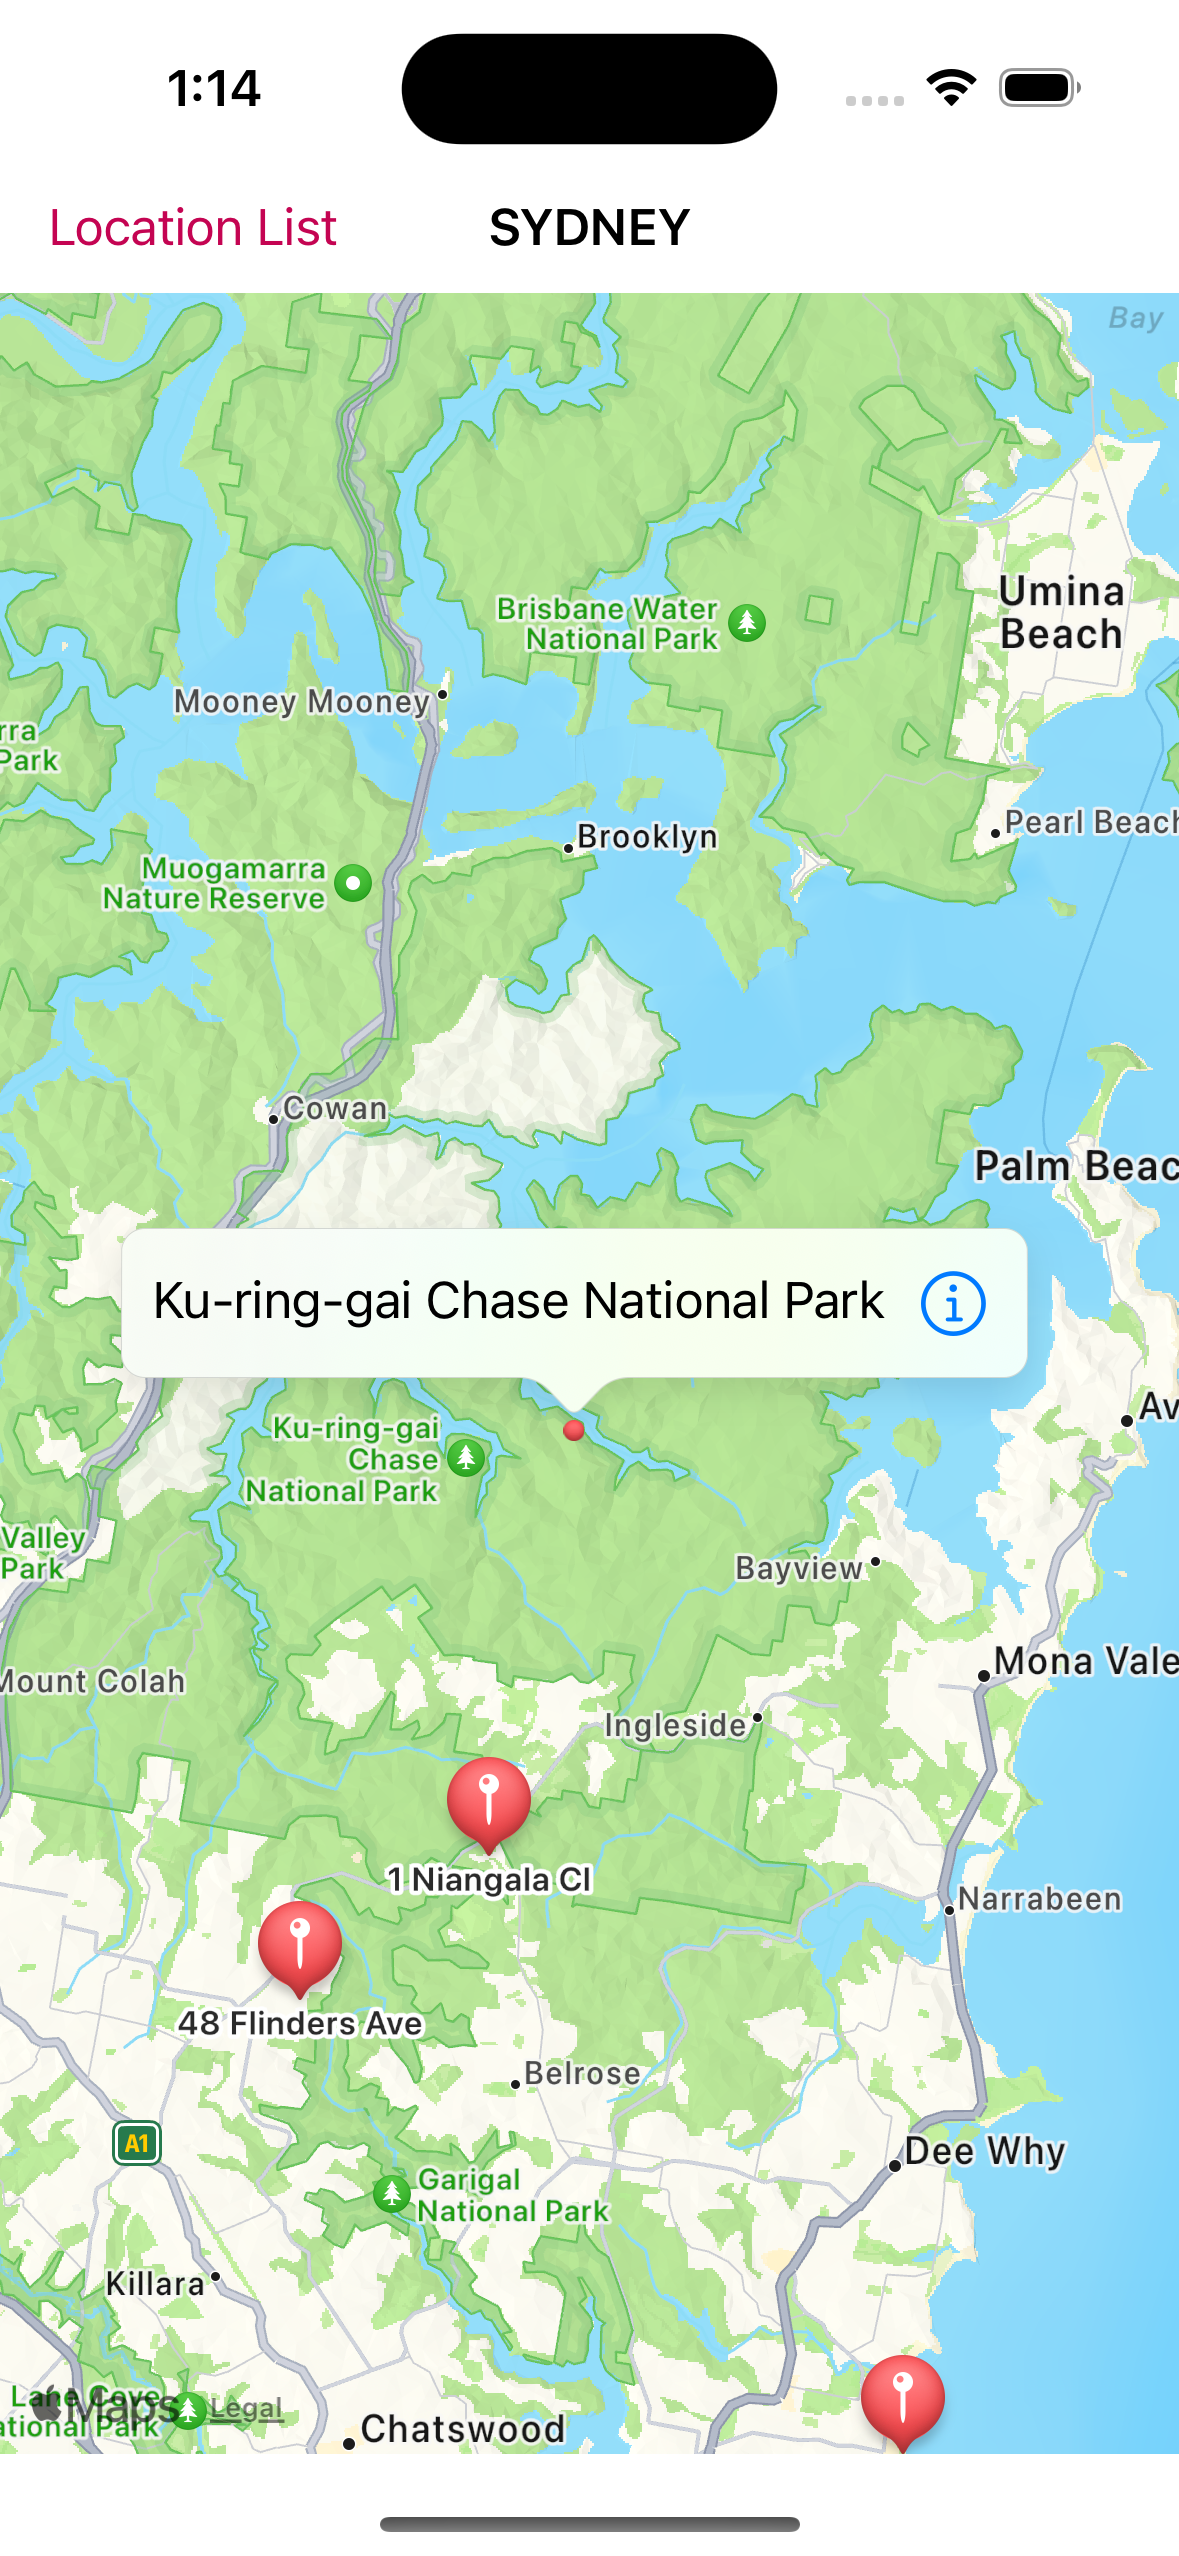 1:14
Location List
SYDNEY
Bay
Umina
Beach
Brisbane Water
National Park
Mooney Mooney
rra
Park
Pearl Beach
Brooklyn
Muogamarra
Nature Reserve
Cowan
Palm Beac
Ku-ring-gai Chase National Park
Av
Ku-ring-gai
Chase
National Park
Valley
Park
Bayview
Mona Vale
Mount Colah
Ingleside
1 Niangala Cl
Narrabeen
48 Flinders Ave
Belrose
A1
Dee Why
Garigal
National Park
Killara
Lane Cove
ational Park
Maps
Legal
Chatswood